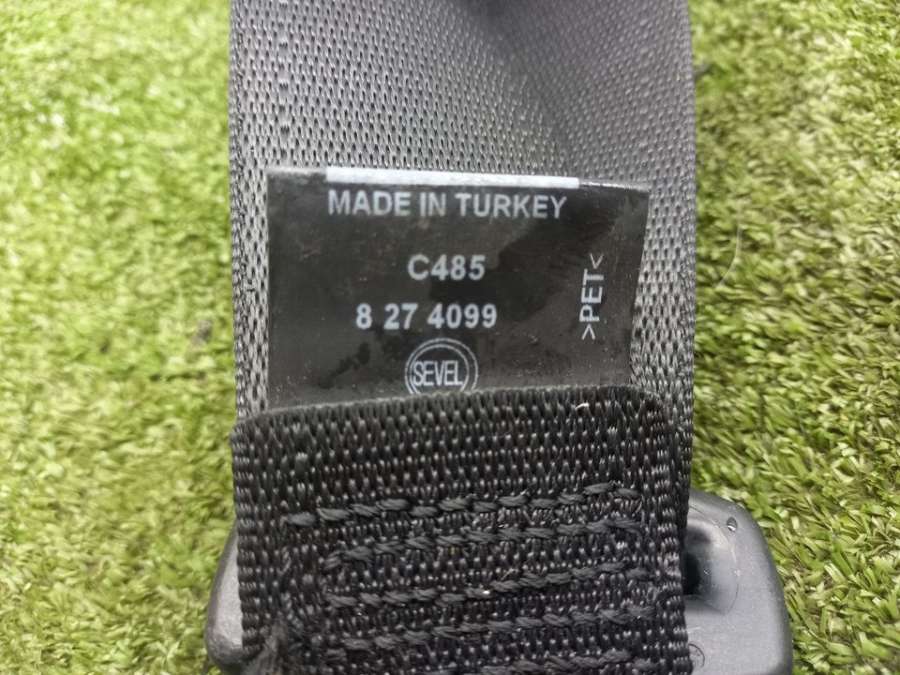 MADE IN TURKEY
C485
8 27 4099
>PET<
SEVEL